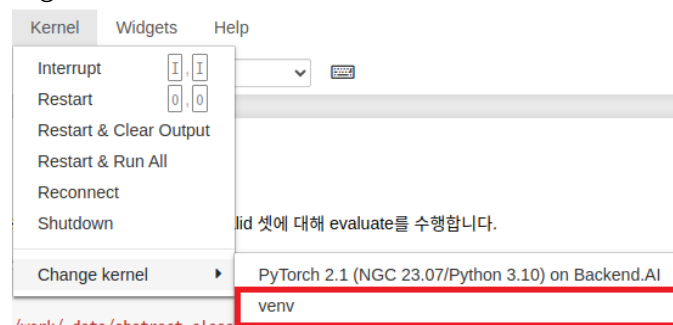 Kernel Widgets Help
Interrupt I,I
Restart 0,0
Restart & Clear Output
Restart & Run All
Reconnect
Shutdown
lid 셋에 대해 evaluate를 수행합니다.
Change kernel
PyTorch 2.1 (NGC 23.07/Python 3.10) on Backend.AI
venv